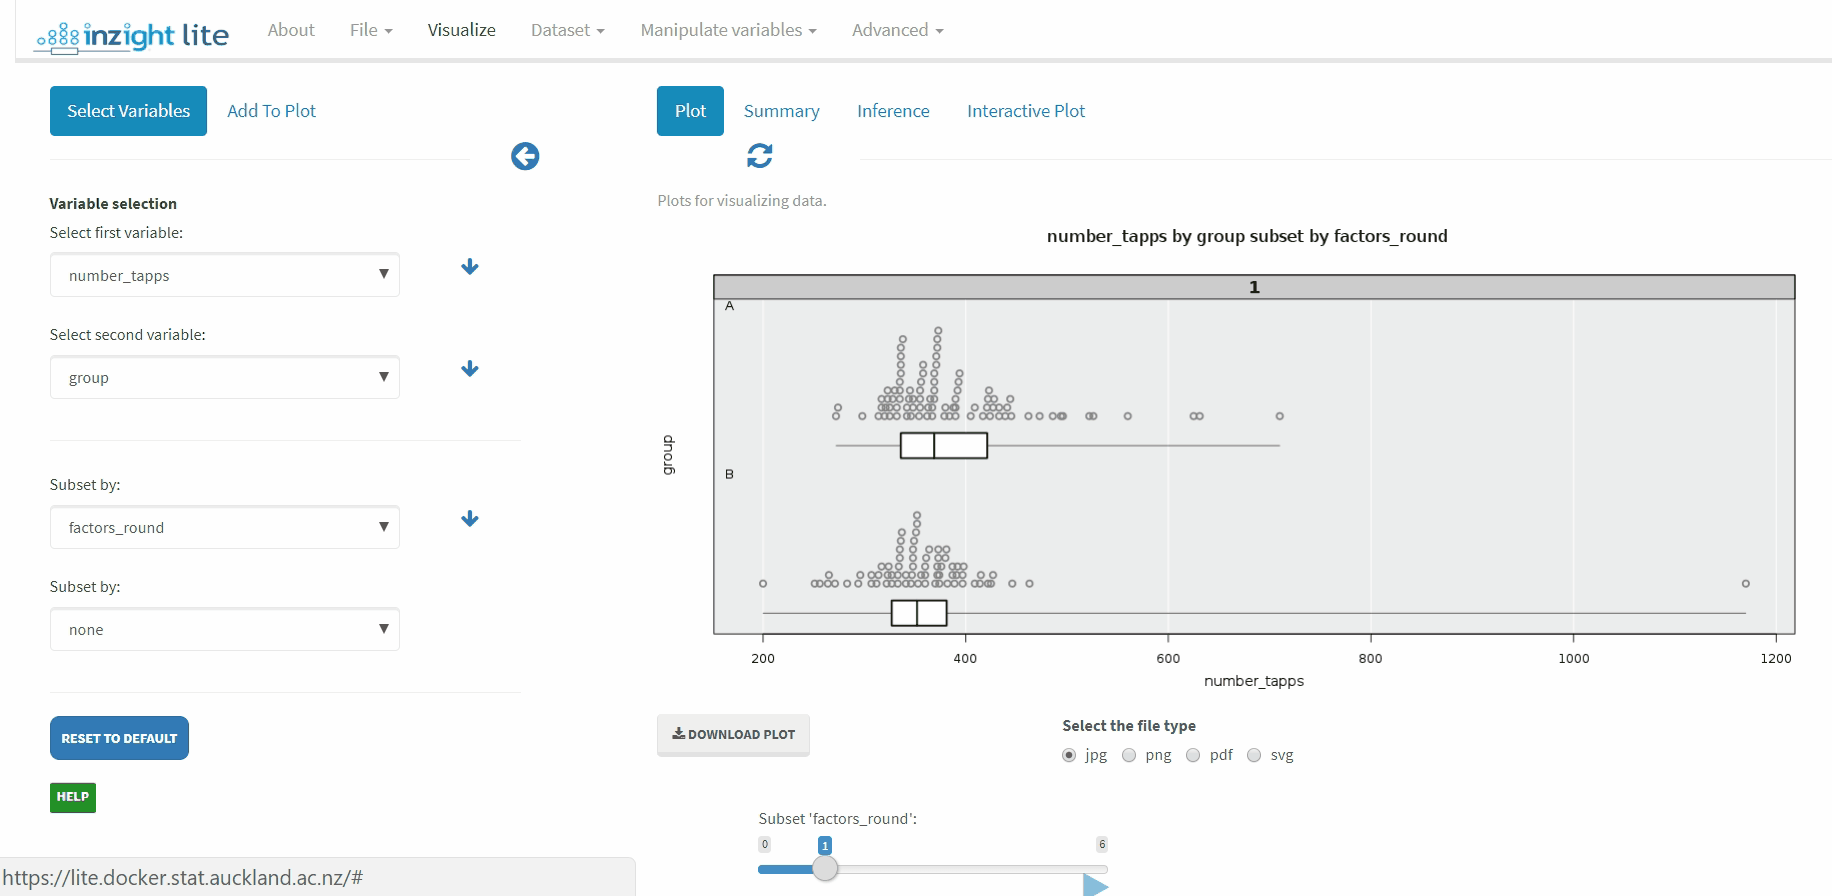 inzight lite About File Visualize Dataset Manipulate variables Advanced
Select Variables Add To Plot
Variable selection
Select first variable:
number_tapps
Select second variable:
group
Subset by:
factors_round
Subset by:
none
RESET TO DEFAULT
HELP
https://lite.docker.stat.auckland.ac.nz/#
Plot Summary Inference Interactive Plot
Plots for visualizing data.
number_tapps by group subset by factors_round
1
A
group
B
200 400 600 800 1000 1200
number_tapps
DOWNLOAD PLOT
Select the file type
jpg png pdf svg
Subset 'factors_round':
0 1 6